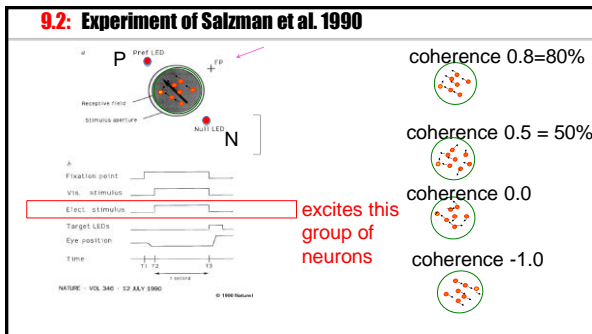 9.2: Experiment of Salzman et al. 1990
a
Pref LED
P
FP
Receptive field
Stimulus aperture
N
Null LED
b
Fixation point
Vis. stimulus
Elect. stimulus
Target LEDs
Eye position
Time
T1 T2 T3
1 second
NATURE · VOL 346 · 12 JULY 1990
© 1990 Nature
excites this
group of
neurons
coherence 0.8=80%
coherence 0.5 = 50%
coherence 0.0
coherence -1.0